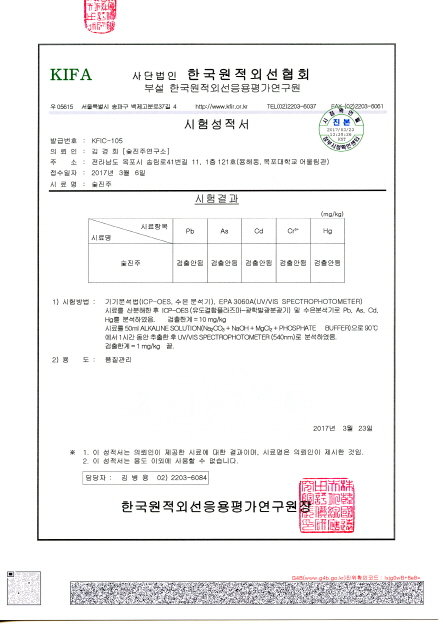 KIFA
사단법인 한국원적외선협회
부설 한국원적외선응용평가연구원
우 05615 서울특별시 송파구 백제고분로37길 4 http://www.kfir.or.kr TEL(02)2203-6037 FAX (02)2203-6061
시험성적서
진본
2017/03/23
발급번호 : KFIC-105
의뢰인 : 김경희 [술진주연구소]
주 소 : 전라남도 목포시 송림로41번길 11, 1층 121호(용해동, 목포대학교 어울림관)
접수일자 : 2017년 3월 6일
시료명 : 술진주
시험결과
(mg/kg)
시료항목
시료명
Pb As Cd Cr⁶⁺ Hg
술진주 검출안됨 검출안됨 검출안됨 검출안됨 검출안됨
1) 시험방법 : 기기분석법(ICP-OES, 수은 분석기), EPA 3060A(UV/VIS SPECTROPHOTOMETER)
시료를 산분해한 후 ICP-OES (유도결합플라즈마-광학발광분광기) 및 수은분석기로 Pb, As, Cd,
Hg를 분석하였음. 검출한계 = 10 mg/kg
시료를 50ml ALKALINE SOLUTION(Na₂CO₃ + NaOH + MgCl₂ + PHOSPHATE BUFFER)으로 90℃
에서 1시간 동안 추출한 후 UV/VIS SPECTROPHOTOMETER (540nm)로 분석하였음.
검출한계 = 1 mg/kg 끝.
2) 용 도 : 품질관리
2017년 3월 23일
※ 1. 이 성적서는 의뢰인이 제공한 시료에 대한 결과이며, 시료명은 의뢰인이 제시한 것임.
2. 이 성적서는 용도 이외에 사용할 수 없습니다.
담당자 : 김 병 용 02) 2203-6084
한국원적외선응용평가연구원장